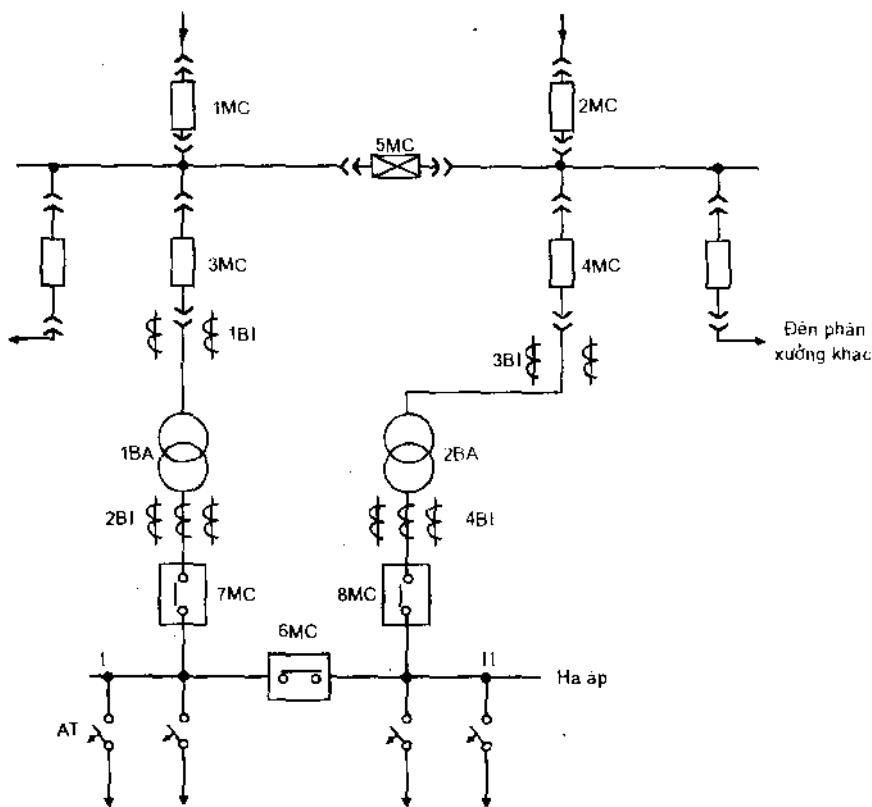 1MC
2MC
5MC
3MC
4MC
1BI
3BI
Đên phân
xưởng khac
1BA
2BA
2BI
4BI
7MC
8MC
6MC
I
II
Ha áp
AT